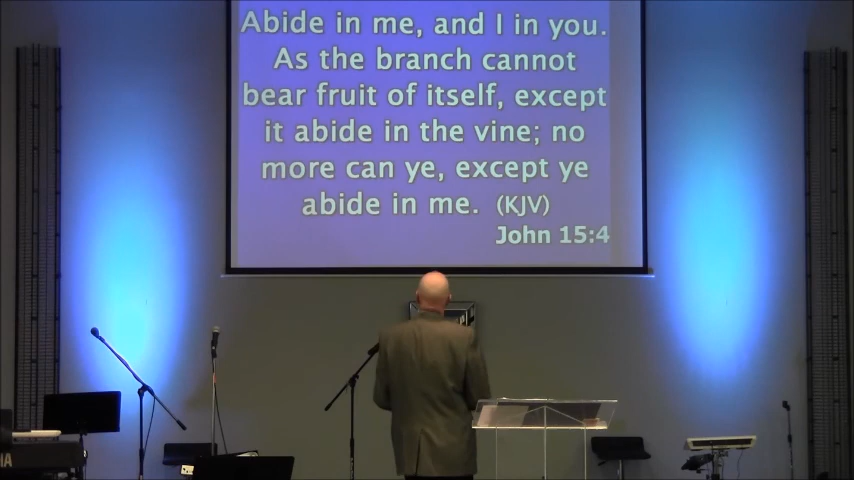 Abide in me, and I in you.
As the branch cannot
bear fruit of itself, except
it abide in the vine; no
more can ye, except ye
abide in me. (KJV)
John 15:4